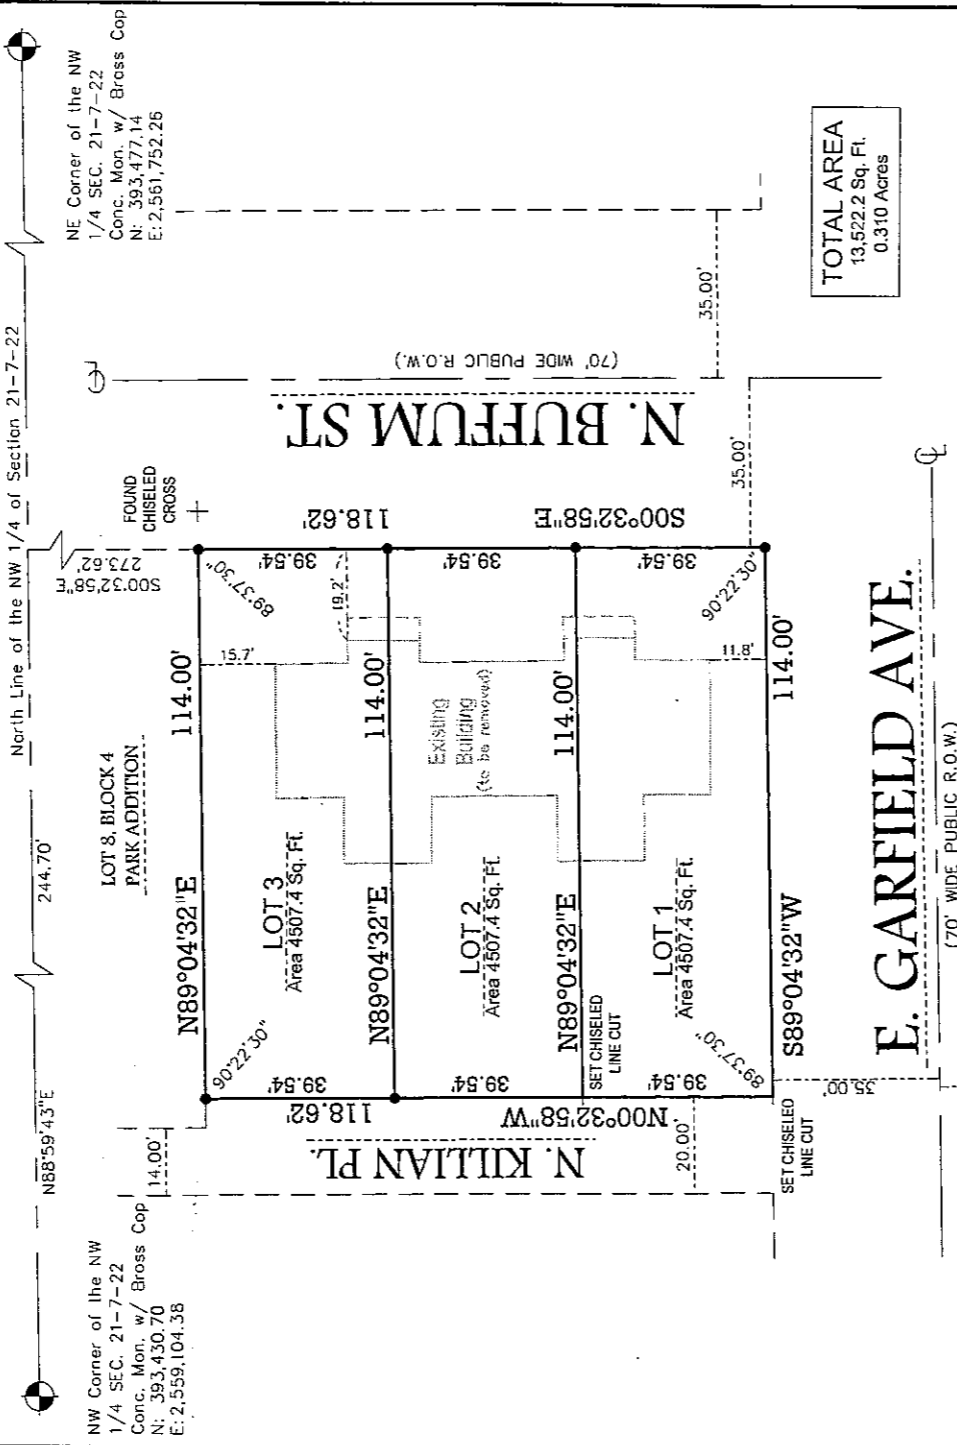 North Line of the NW 1/4 of Section 21-7-22
N88°59'43"E
244.70'
NW Corner of the NW
1/4 SEC. 21-7-22
Conc. Mon. w/ Brass Cap
N: 393,430.70
E: 2,559,104.38
NE Corner of the NW
1/4 SEC. 21-7-22
Conc. Mon. w/ Brass Cap
N: 393,477.14
E: 2,561,752.26
S00°32'58"E
273.62'
FOUND
CHISELED
CROSS
LOT 8, BLOCK 4
PARK ADDITION
14.00'
N89°04'32"E
114.00'
90°22'30"
89°37'30"
LOT 3
Area 4507.4 Sq. Ft.
39.54'
39.54'
15.7'
19.2'
118.62'
118.62'
N89°04'32"E
114.00'
LOT 2
Area 4507.4 Sq. Ft.
39.54'
39.54'
Existing
Building
(to be removed)
N00°32'58"W
S00°32'58"E
N89°04'32"E
114.00'
SET CHISELED
LINE CUT
LOT 1
Area 4507.4 Sq. Ft.
39.54'
39.54'
11.8'
89°37'30"
90°22'30"
S89°04'32"W
114.00'
SET CHISELED
LINE CUT
N. KILLIAN PL.
20.00'
N. BUFFUM ST.
(70' WIDE PUBLIC R.O.W.)
35.00'
35.00'
35.00'
E. GARFIELD AVE.
(70' WIDE PUBLIC R.O.W.)
TOTAL AREA
13,522.2 Sq. Ft.
0.310 Acres